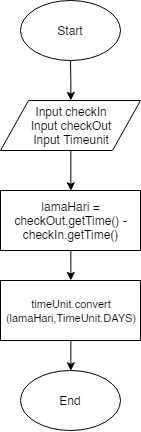 Start
Input checkIn
Input checkOut
Input Timeunit
lamaHari =
checkOut.getTime() -
checkIn.getTime()
timeUnit.convert
(lamaHari,TimeUnit.DAYS)
End